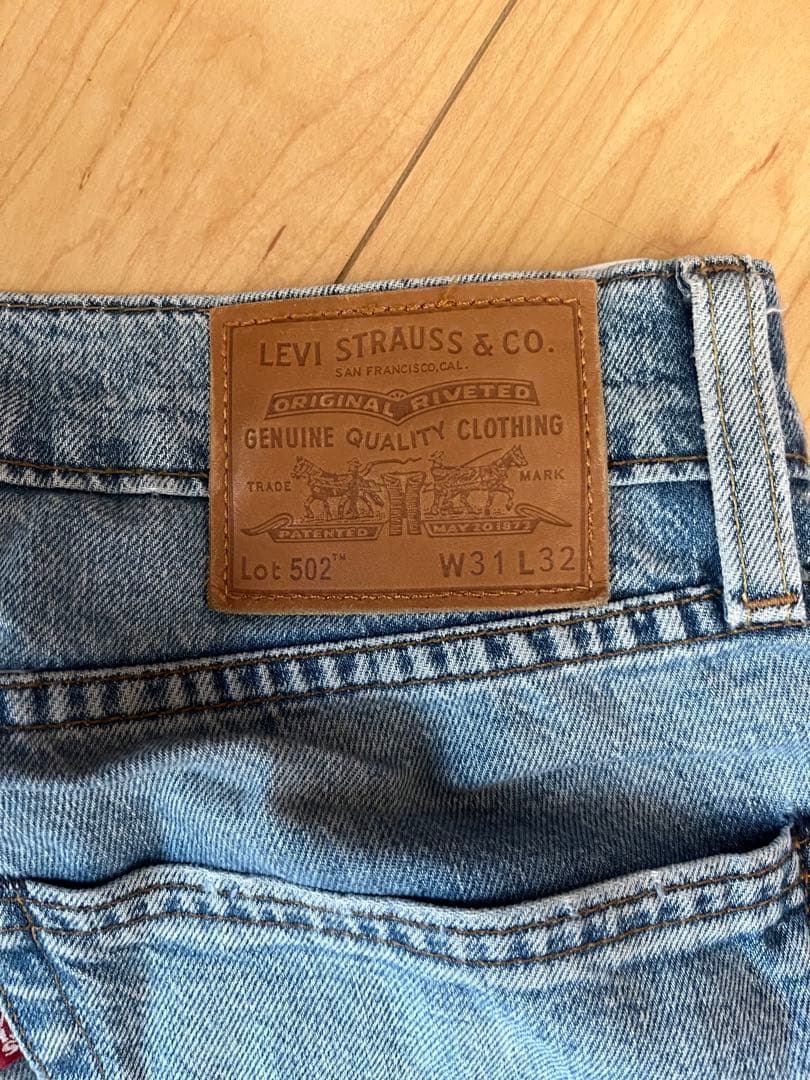 LEVI STRAUSS & CO.
SAN FRANCISCO, CAL.
ORIGINAL RIVETED
GENUINE QUALITY CLOTHING
TRADE MARK
PATENTED MAY 20 1873
Lot 502™ W31 L32